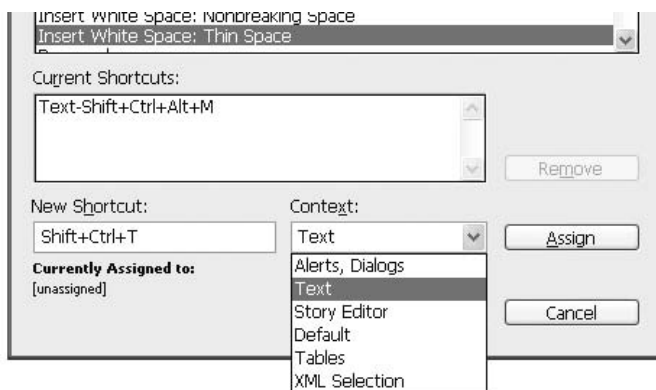 Insert White Space: Nonbreaking Space
Insert White Space: Thin Space
Current Shortcuts:
Text-Shift+Ctrl+Alt+M
Remove
New Shortcut:
Context:
Shift+Ctrl+T
Text
Assign
Currently Assigned to:
[unassigned]
Alerts, Dialogs
Text
Story Editor
Default
Tables
XML Selection
Cancel